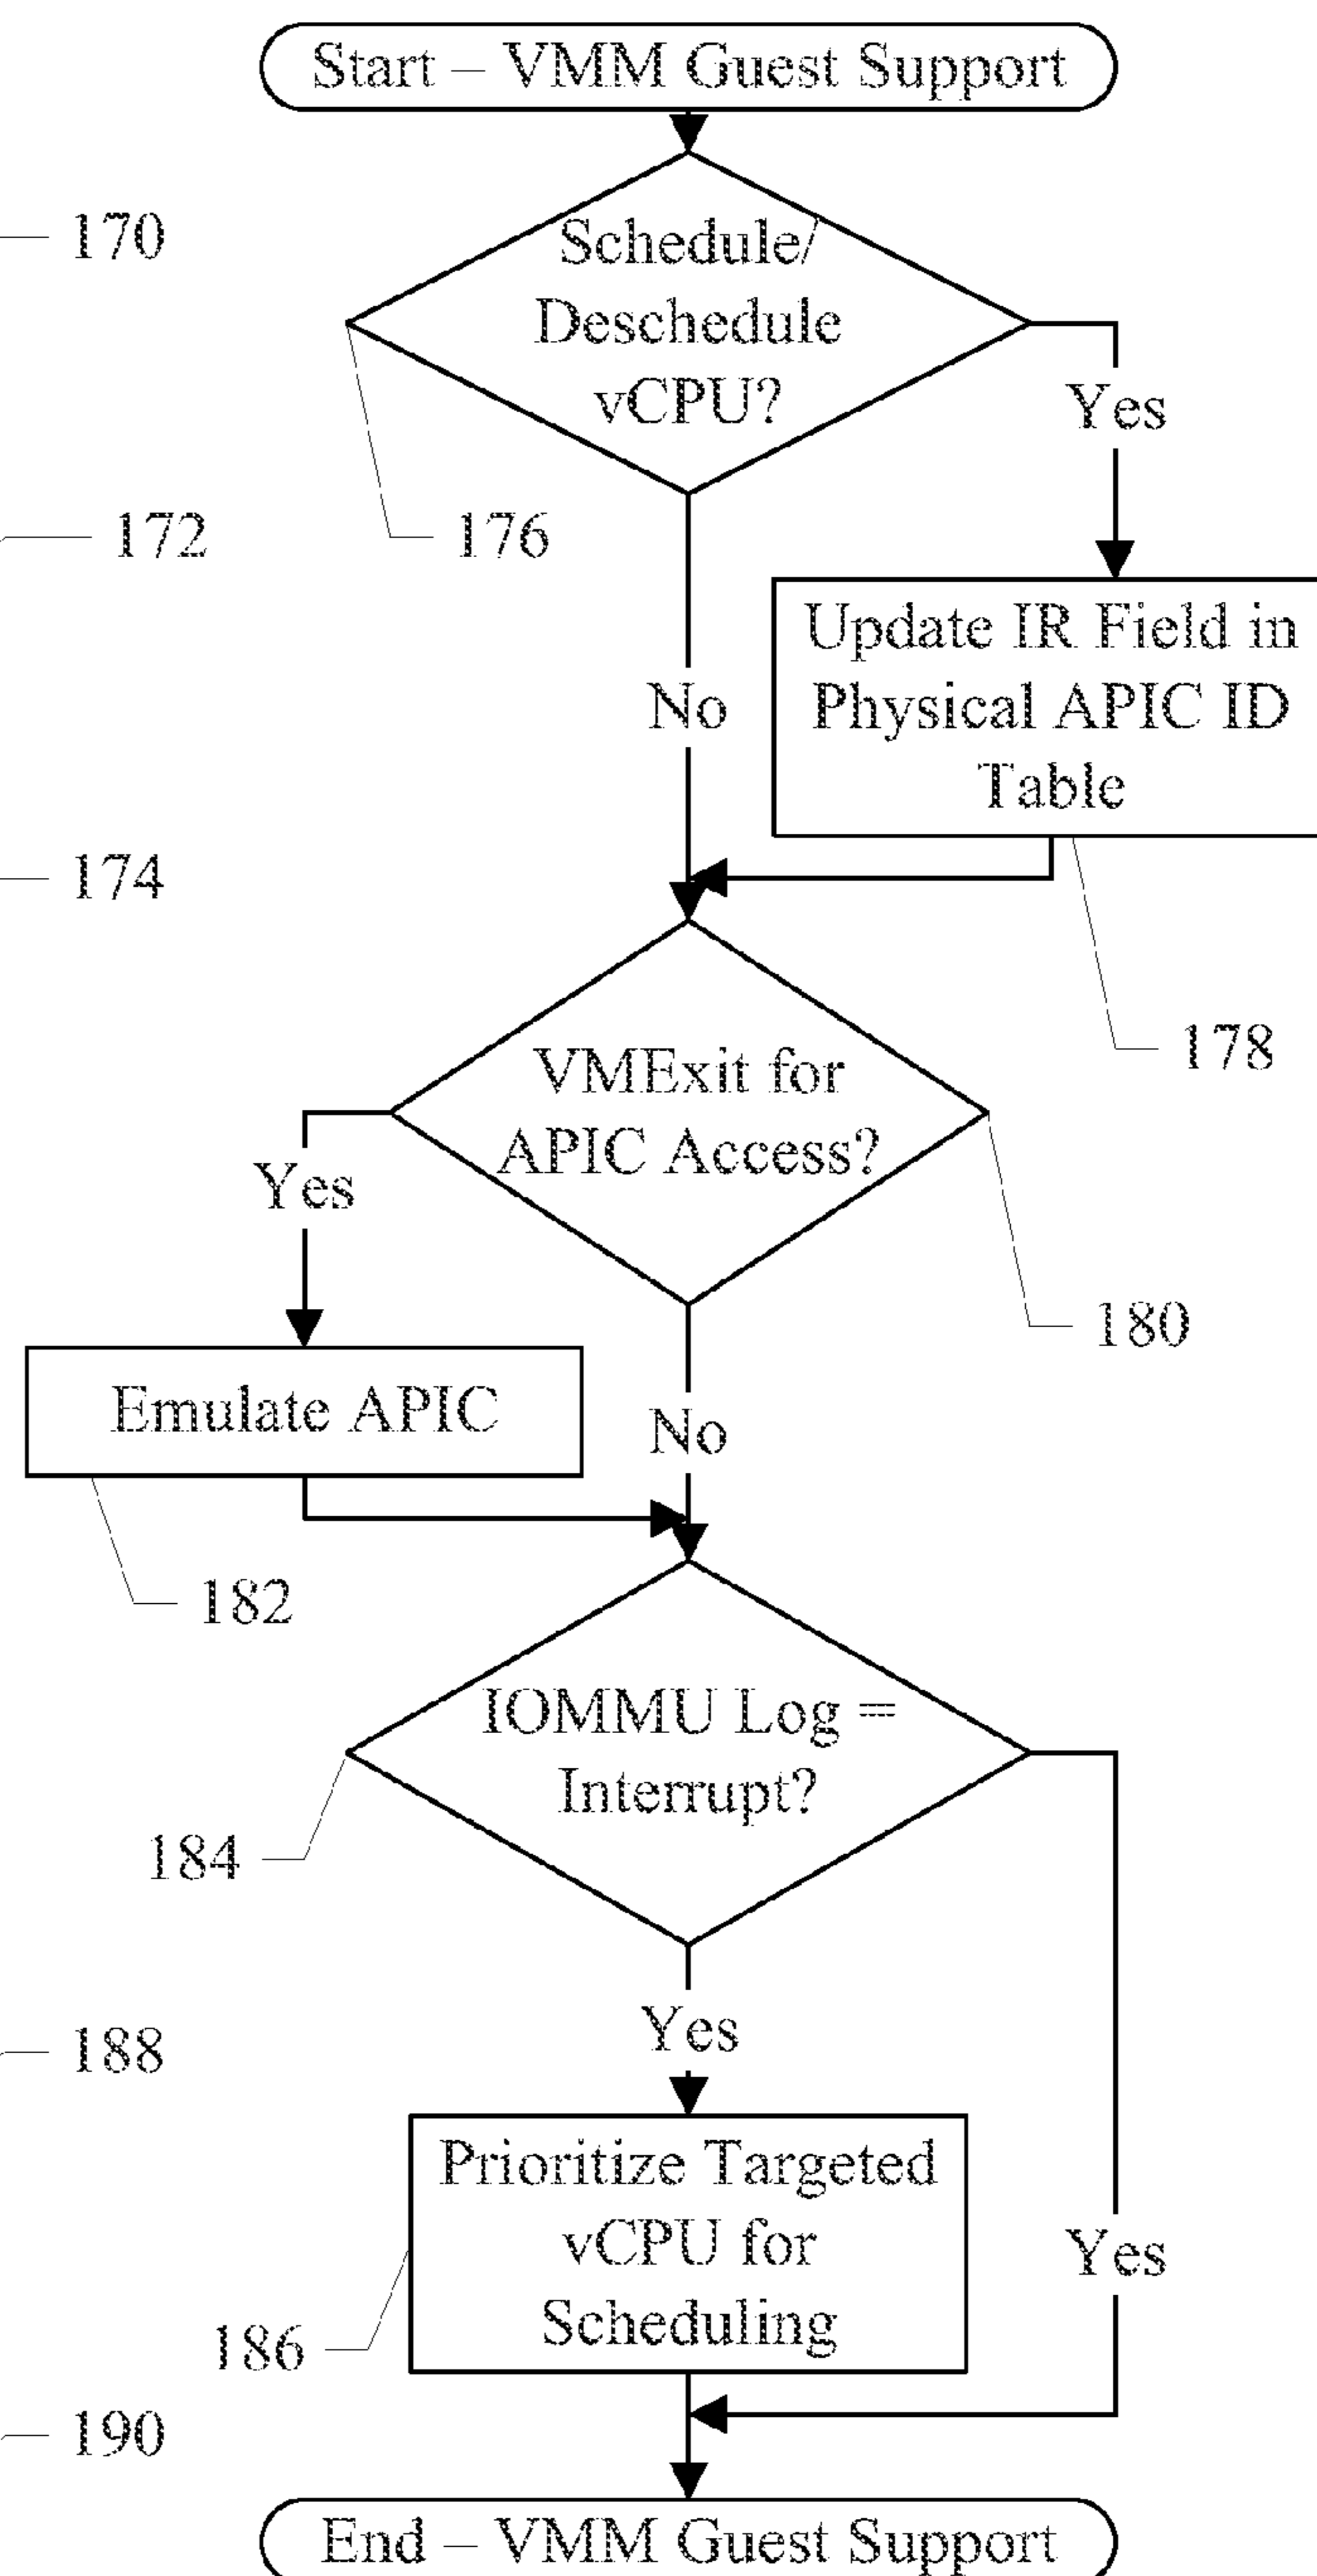 Start – VMM Guest Support
170
Schedule/
Deschedule
vCPU?
Yes
172
176
Update IR Field in
Physical APIC ID
Table
No
174
178
VMExit for
APIC Access?
Yes
180
Emulate APIC
No
182
IOMMU Log =
Interrupt?
184
Yes
188
Prioritize Targeted
vCPU for
Scheduling
Yes
186
190
End – VMM Guest Support